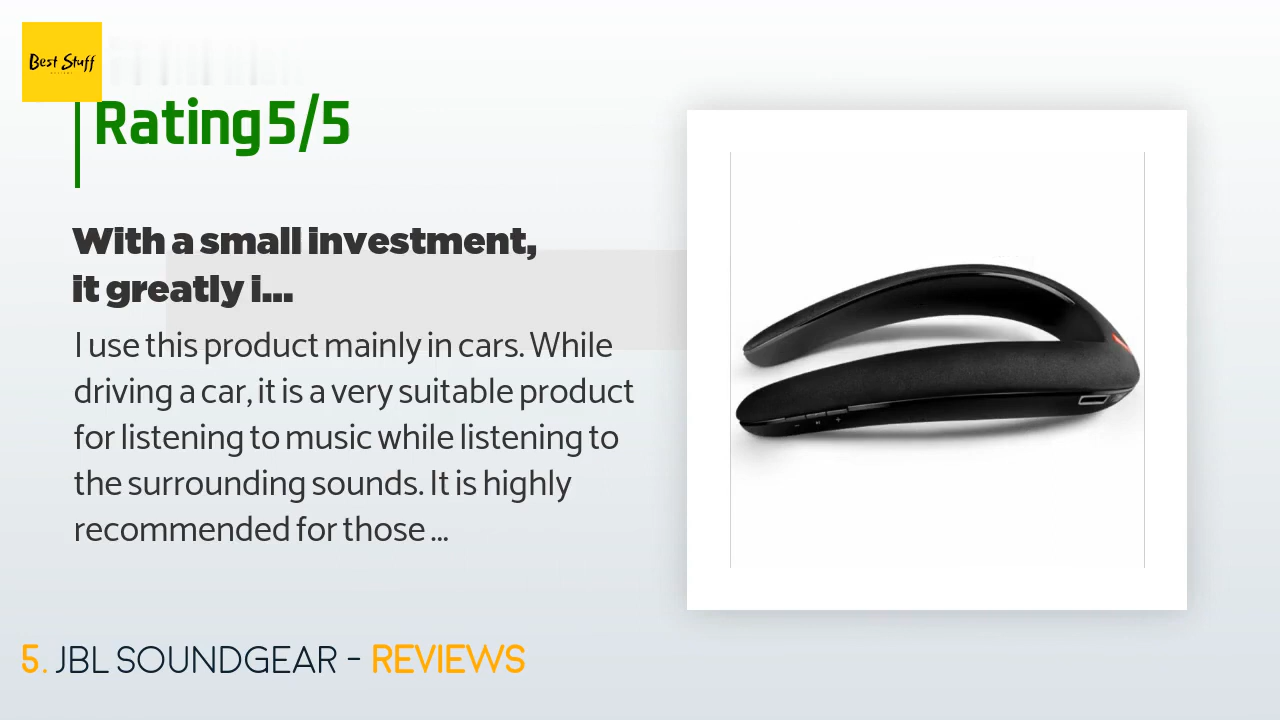 Best Stuff
Rating 5/5
With a small investment,
it greatly i...
I use this product mainly in cars. While
driving a car, it is a very suitable product
for listening to music while listening to
the surrounding sounds. It is highly
recommended for those ...
5. JBL SOUNDGEAR - REVIEWS